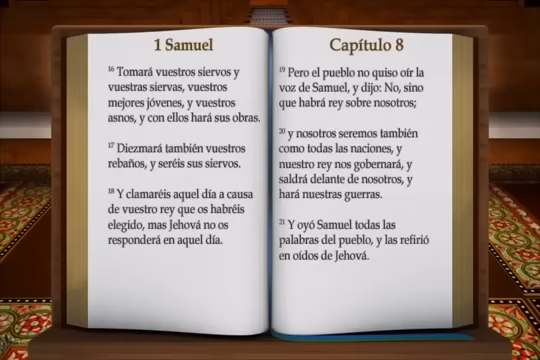 1 Samuel
16 Tomará vuestros siervos y
vuestras siervas, vuestros
mejores jóvenes, y vuestros
asnos, y con ellos hará sus obras.
17 Diezmará también vuestros
rebaños, y seréis sus siervos.
18 Y clamaréis aquel día a causa
de vuestro rey que os habréis
elegido, mas Jehová no os
responderá en aquel día.
Capítulo 8
19 Pero el pueblo no quiso oír la
voz de Samuel, y dijo: No, sino
que habrá rey sobre nosotros;
20 y nosotros seremos también
como todas las naciones, y
nuestro rey nos gobernará, y
saldrá delante de nosotros, y
hará nuestras guerras.
21 Y oyó Samuel todas las
palabras del pueblo, y las refirió
en oídos de Jehová.